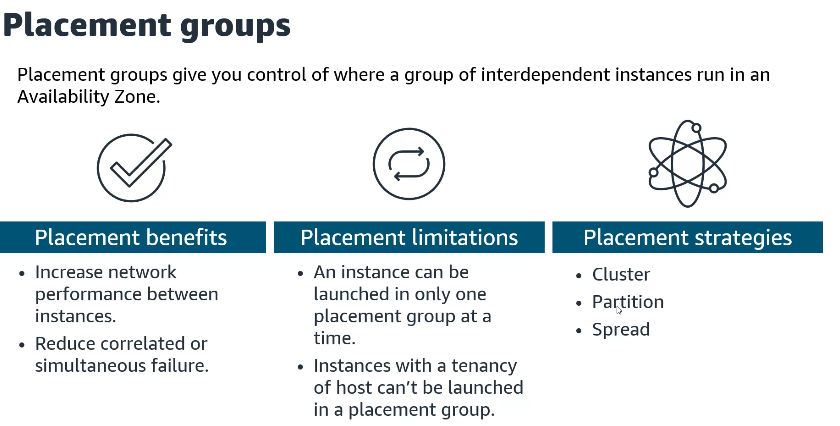 Placement groups
Placement groups give you control of where a group of interdependent instances run in an
Availability Zone.
Placement benefits
• Increase network
performance between
instances.
• Reduce correlated or
simultaneous failure.
Placement limitations
• An instance can be
launched in only one
placement group at a
time.
• Instances with a tenancy
of host can’t be launched
in a placement group.
Placement strategies
• Cluster
• Partition
• Spread